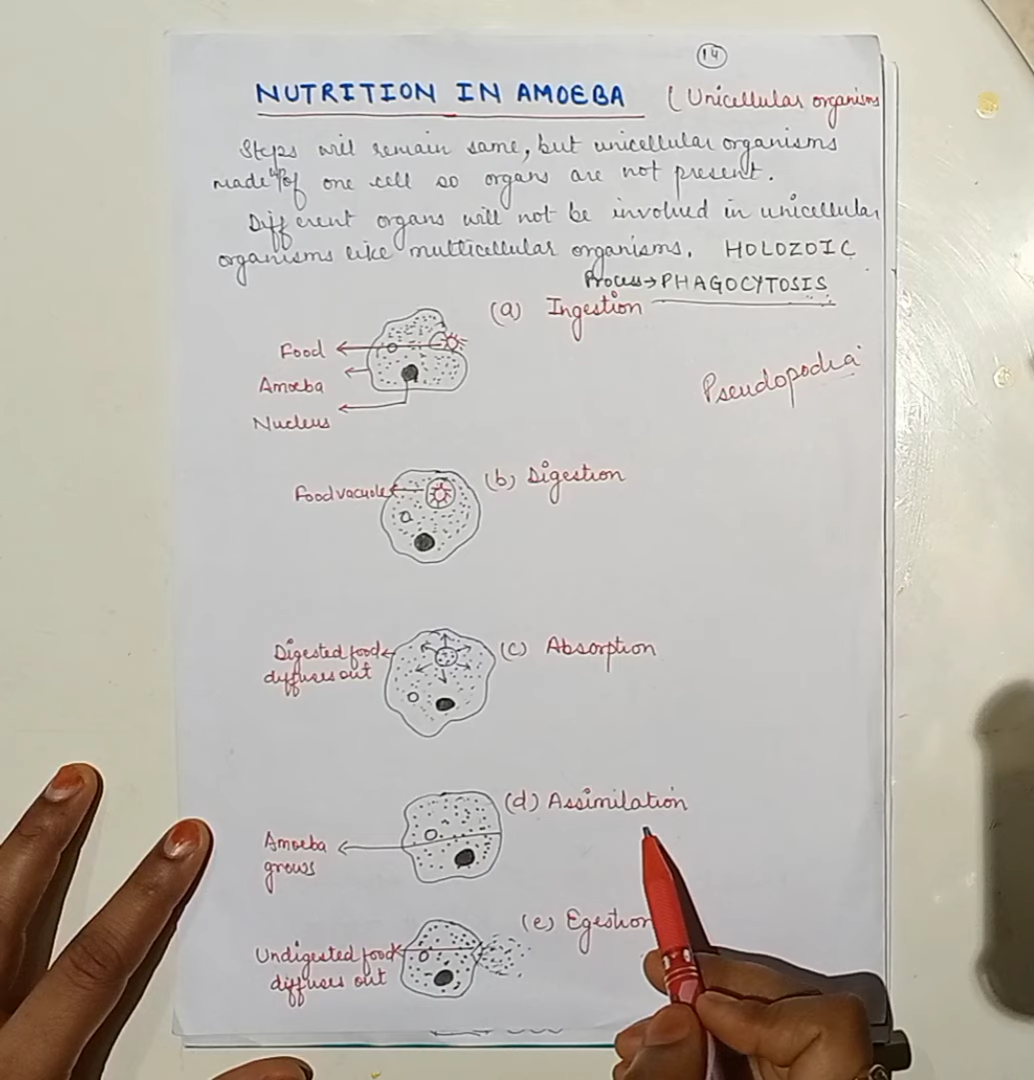 14
NUTRITION IN AMOEBA (Unicellular organisms
Steps will remain same, but unicellular organisms
made up of one cell so organs are not present.
Different organs will not be involved in unicellular
organisms like multicellular organisms. HOLOZOIC
Process→PHAGOCYTOSIS
(a) Ingestion
Food
Amoeba
Nucleus
Pseudopodia
(b) Digestion
Food vacuole
(c) Absorption
Digested food
diffuses out
(d) Assimilation
Amoeba
grows
(e) Egestion
Undigested food
diffuses out